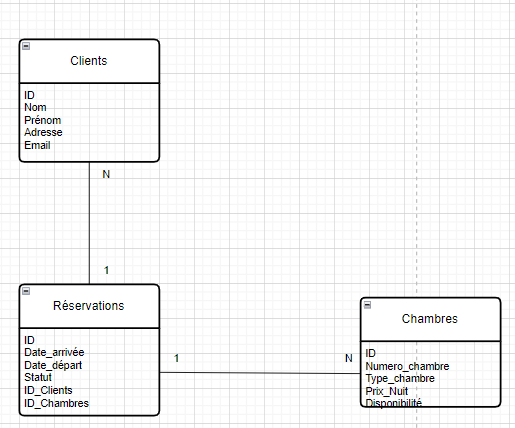 Clients
ID
Nom
Prénom
Adresse
Email
N
1
Réservations
ID
Date_arrivée
Date_départ
Statut
ID_Clients
ID_Chambres
1
N
Chambres
ID
Numero_chambre
Type_chambre
Prix_Nuit
Disponibilité